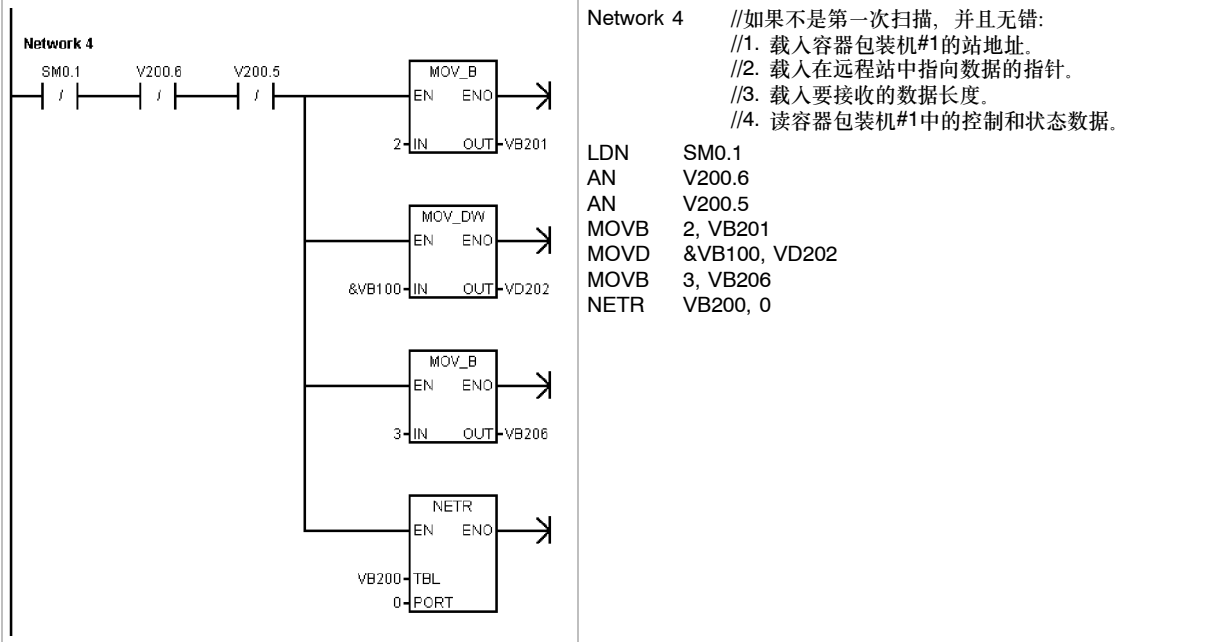 Network 4
SM0.1 V200.6 V200.5
/ / /
MOV_B
EN ENO
2 IN OUT VB201
MOV_DW
EN ENO
&VB100 IN OUT VD202
MOV_B
EN ENO
3 IN OUT VB206
NETR
EN ENO
VB200 TBL
0 PORT
Network 4 //如果不是第一次扫描，并且无错:
//1. 载入容器包装机#1的站地址。
//2. 载入在远程站中指向数据的指针。
//3. 载入要接收的数据长度。
//4. 读容器包装机#1中的控制和状态数据。
LDN SM0.1
AN V200.6
AN V200.5
MOVB 2, VB201
MOVD &VB100, VD202
MOVB 3, VB206
NETR VB200, 0